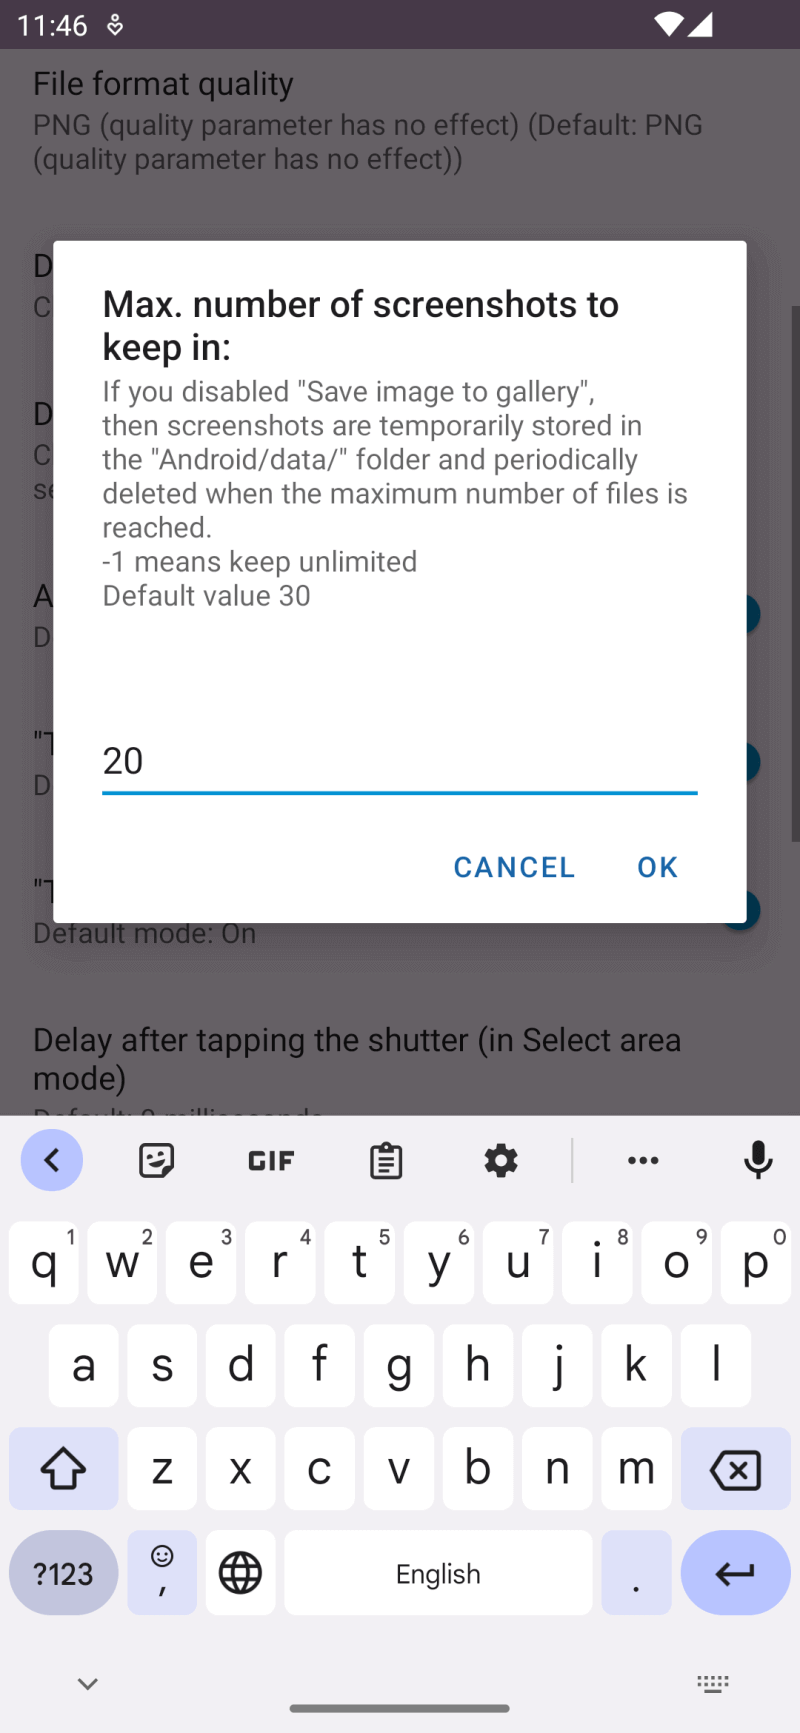 11:46
File format quality
PNG (quality parameter has no effect) (Default: PNG
(quality parameter has no effect))
D
C
D
C
se
A
D
"T
D
"T
Max. number of screenshots to
keep in:
If you disabled "Save image to gallery",
then screenshots are temporarily stored in
the "Android/data/" folder and periodically
deleted when the maximum number of files is
reached.
-1 means keep unlimited
Default value 30
20
CANCEL OK
Default mode: On
Delay after tapping the shutter (in Select area
mode)
GIF
q 1 w 2 e 3 r 4 t 5 y 6 u 7 i 8 o 9 p 0
a s d f g h j k l
z x c v b n m
?123 , English .